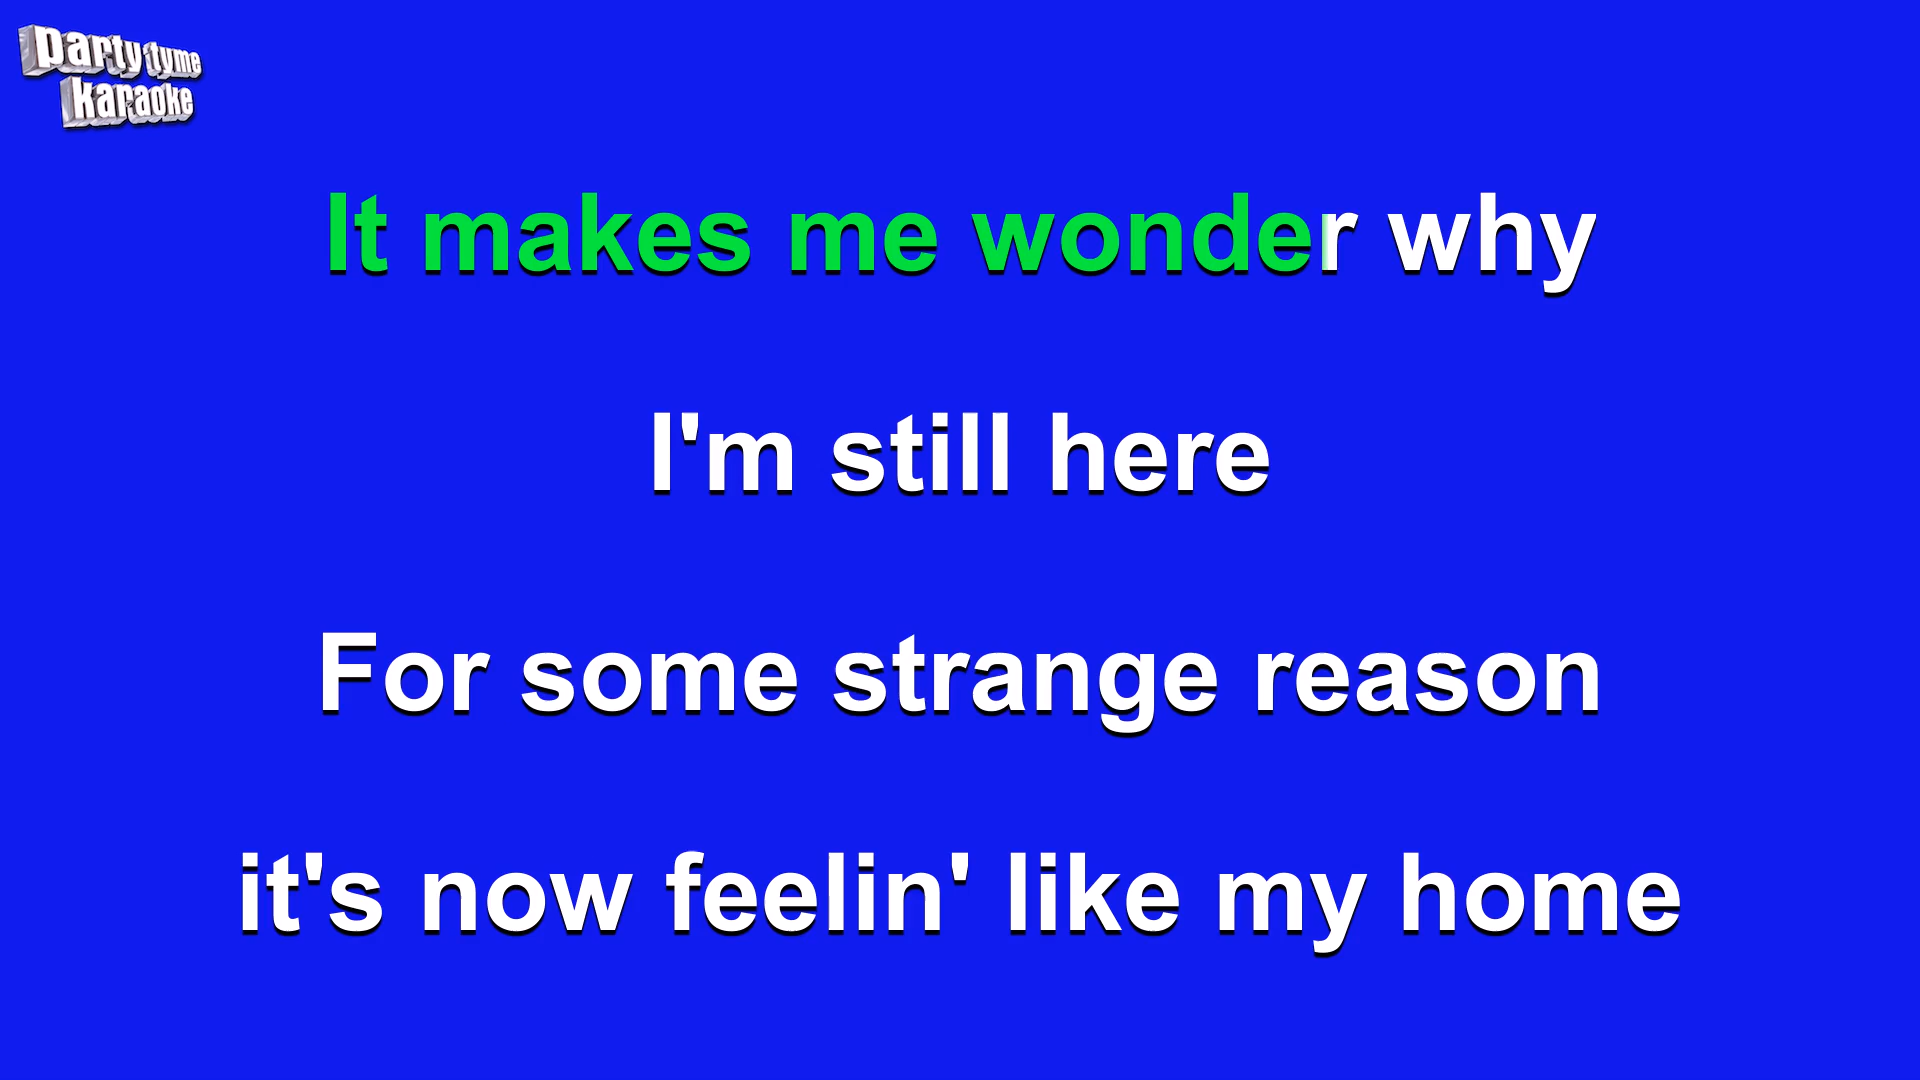 party tyme
karaoke
It makes me wonder why
I'm still here
For some strange reason
it's now feelin' like my home